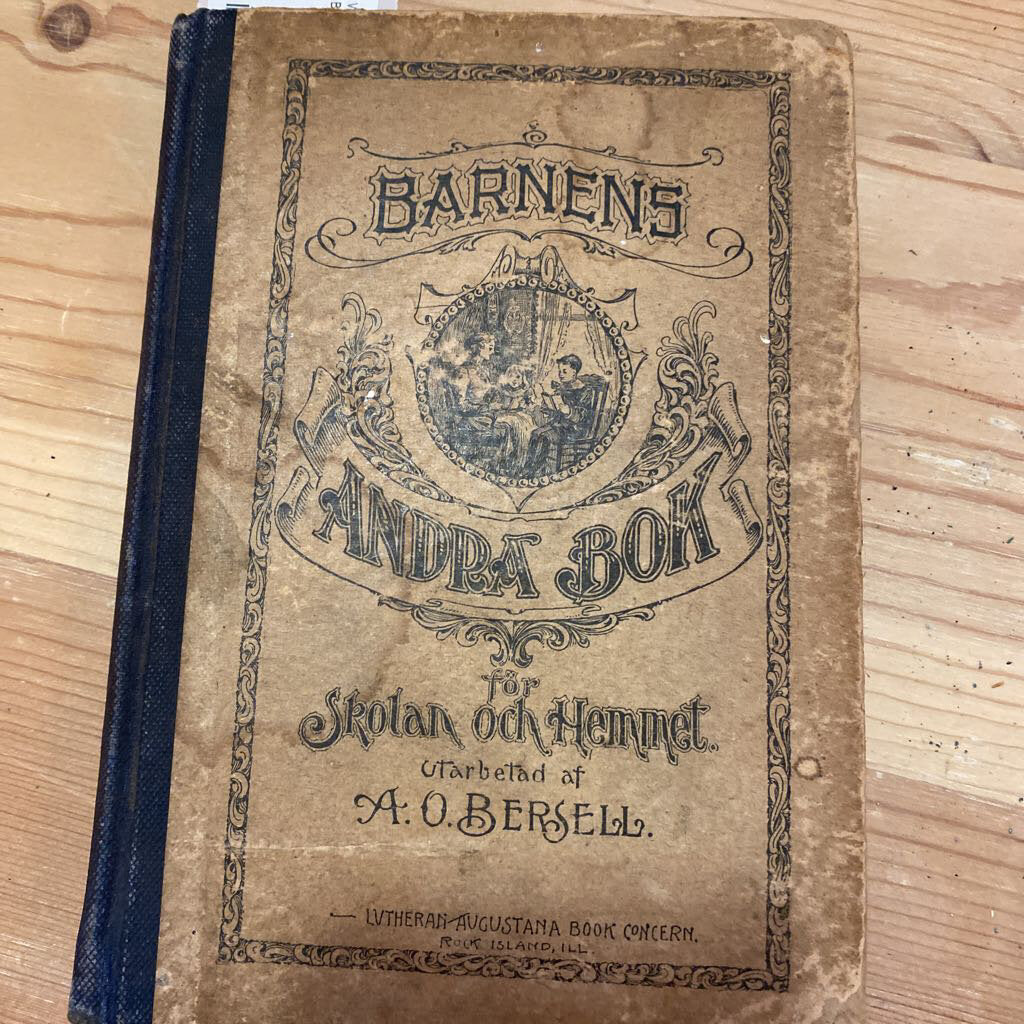 BARNENS
ANDRA BOK
för
Skolan och Hemmet.
utarbetad af
A. O. BERSELL.
— LUTHERAN AUGUSTANA BOOK CONCERN.
ROCK ISLAND, ILL.